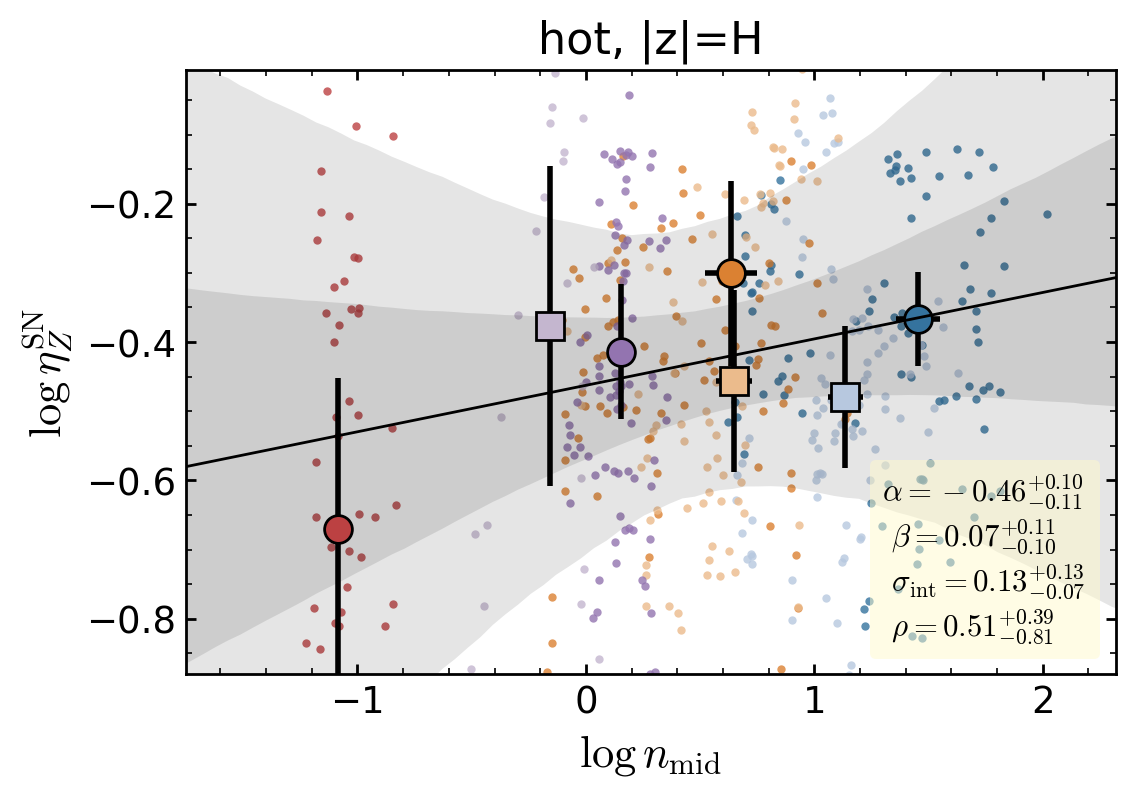 hot, |z|=H
−0.2
−0.4
−0.6
−0.8
log η_Z^SN
α = −0.46 +0.10 −0.11
β = 0.07 +0.11 −0.10
σ_int = 0.13 +0.13 −0.07
ρ = 0.51 +0.39 −0.81
−1 0 1 2
log n_mid